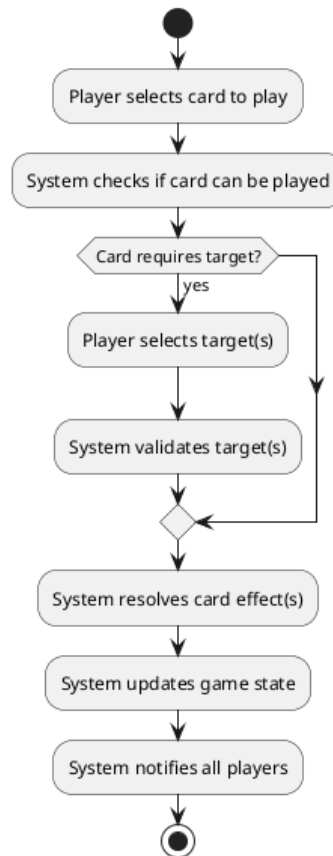 Player selects card to play
System checks if card can be played
Card requires target?
yes
Player selects target(s)
System validates target(s)
System resolves card effect(s)
System updates game state
System notifies all players